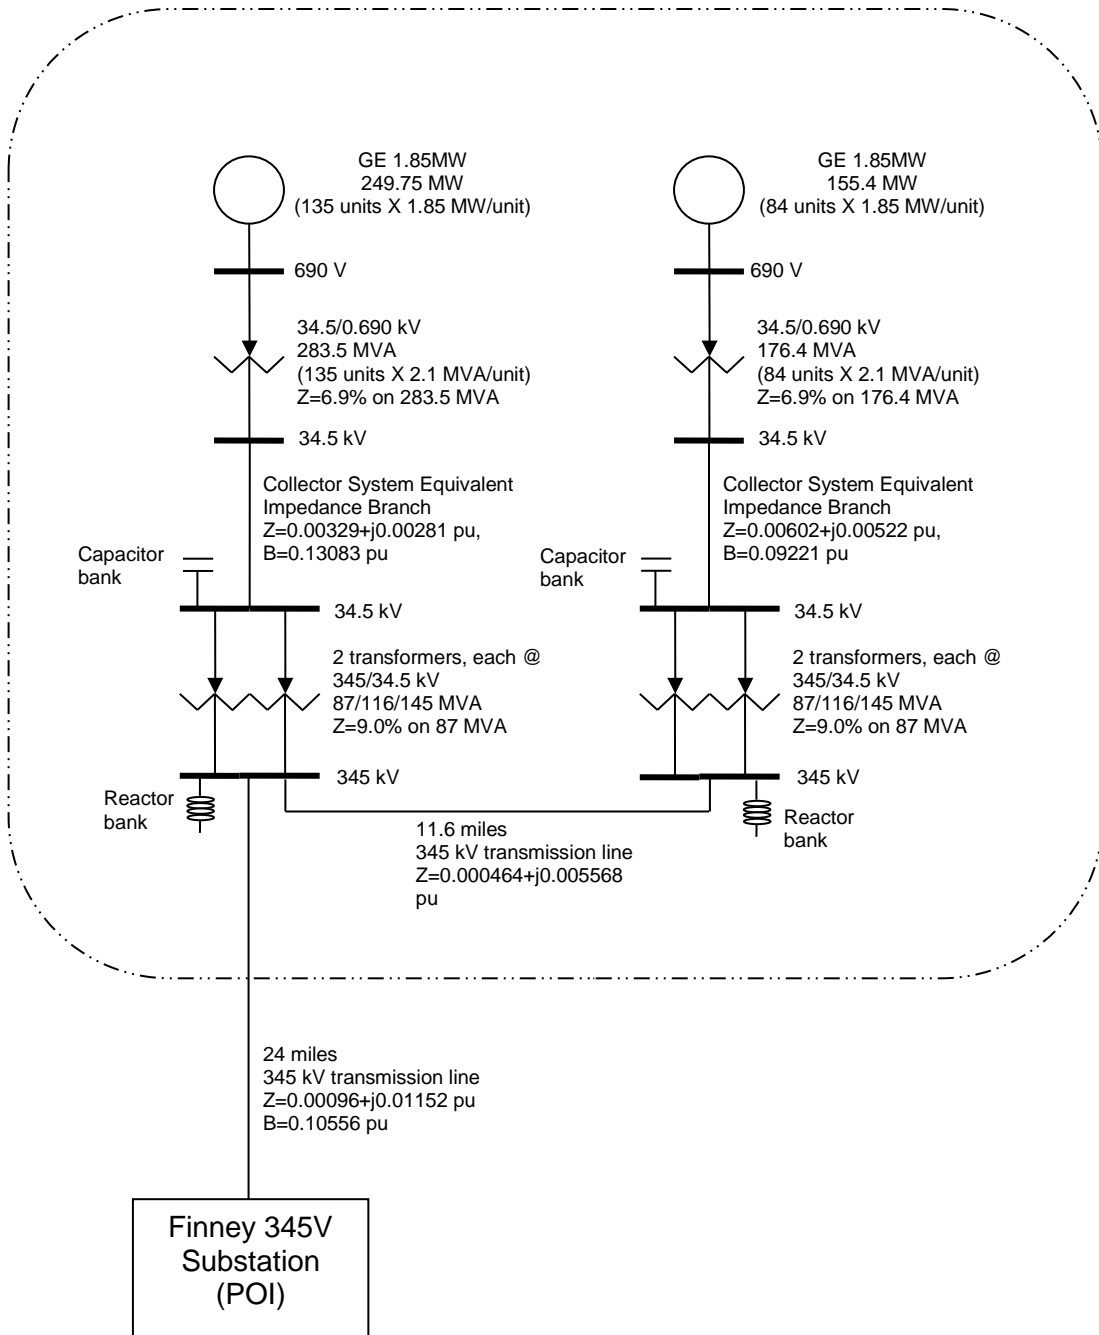 GE 1.85MW
249.75 MW
(135 units X 1.85 MW/unit)
690 V
34.5/0.690 kV
283.5 MVA
(135 units X 2.1 MVA/unit)
Z=6.9% on 283.5 MVA
34.5 kV
Collector System Equivalent
Impedance Branch
Z=0.00329+j0.00281 pu,
B=0.13083 pu
Capacitor
bank
34.5 kV
2 transformers, each @
345/34.5 kV
87/116/145 MVA
Z=9.0% on 87 MVA
345 kV
Reactor
bank
GE 1.85MW
155.4 MW
(84 units X 1.85 MW/unit)
690 V
34.5/0.690 kV
176.4 MVA
(84 units X 2.1 MVA/unit)
Z=6.9% on 176.4 MVA
34.5 kV
Collector System Equivalent
Impedance Branch
Z=0.00602+j0.00522 pu,
B=0.09221 pu
Capacitor
bank
34.5 kV
2 transformers, each @
345/34.5 kV
87/116/145 MVA
Z=9.0% on 87 MVA
345 kV
Reactor
bank
11.6 miles
345 kV transmission line
Z=0.000464+j0.005568
pu
24 miles
345 kV transmission line
Z=0.00096+j0.01152 pu
B=0.10556 pu
Finney 345V
Substation
(POI)